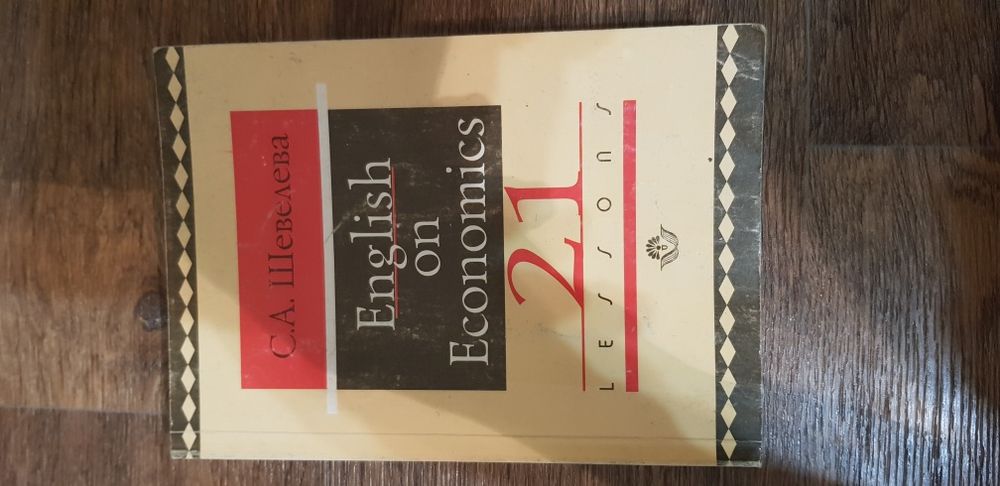 С.А. Шевелева
English
on
Economics
21
LESSONS